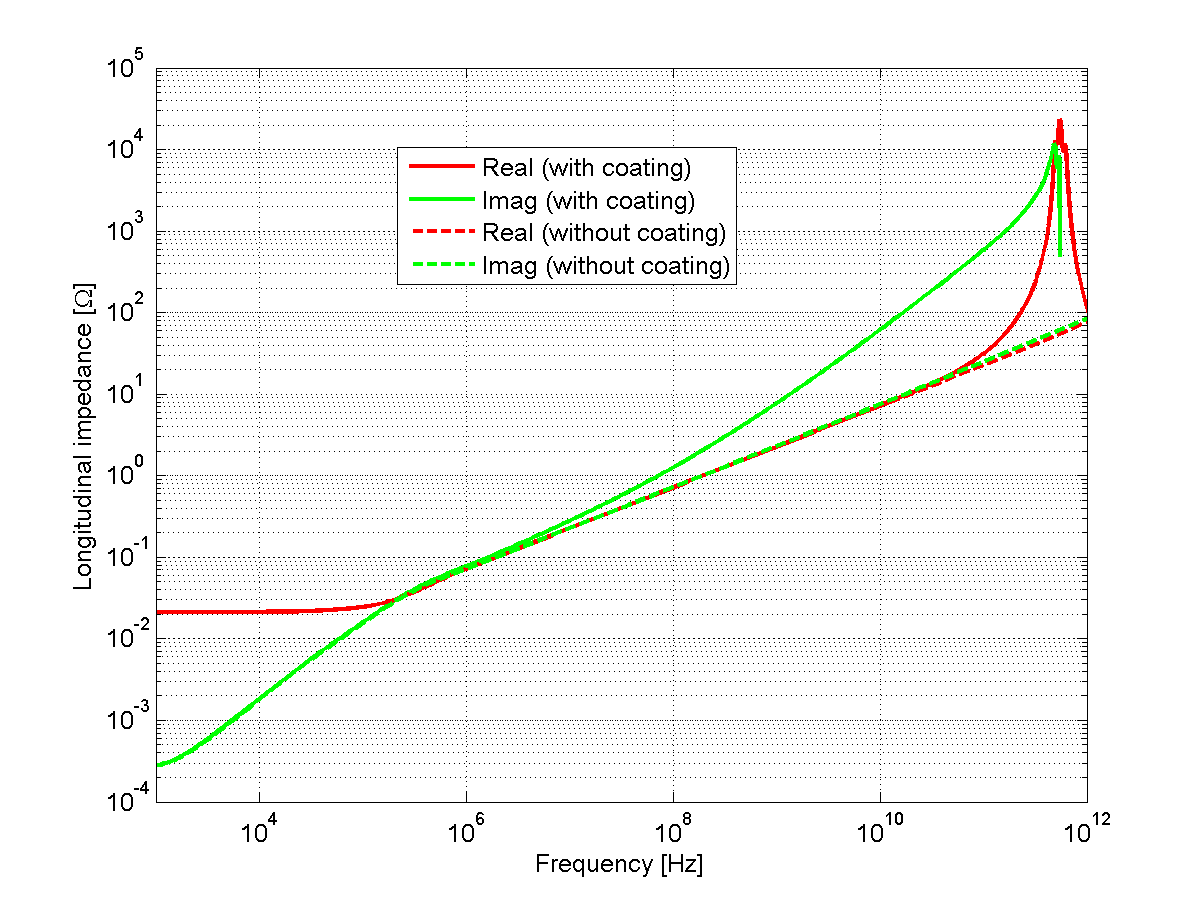 10^5
10^4
10^3
10^2
10^1
10^0
10^-1
10^-2
10^-3
10^-4
Longitudinal impedance [Ω]
Real (with coating)
Imag (with coating)
Real (without coating)
Imag (without coating)
10^4 10^6 10^8 10^10 10^12
Frequency [Hz]